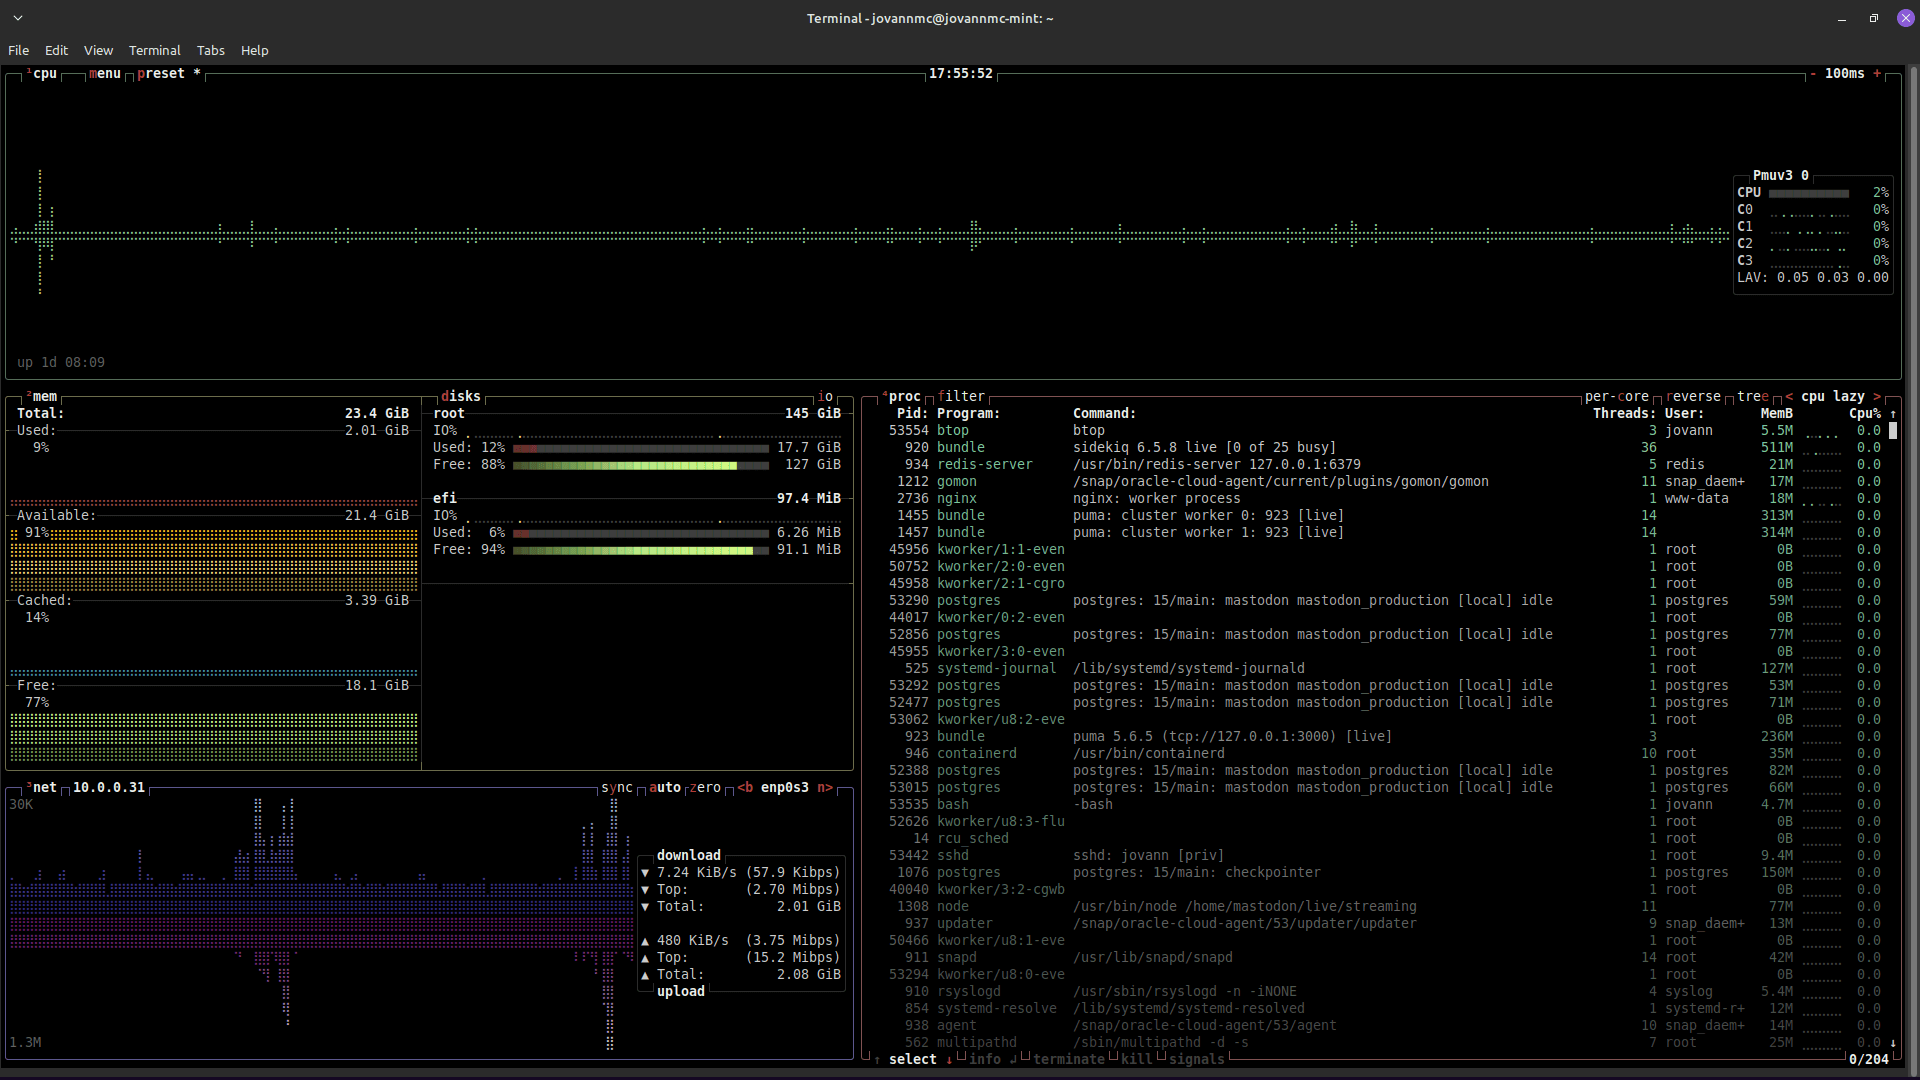 Terminal - jovannmc@jovannmc-mint: ~
File Edit View Terminal Tabs Help
¹cpu menu preset * 17:55:52 - 100ms +
Pmuv3 0
CPU 2%
C0 0%
C1 0%
C2 0%
C3 0%
LAV: 0.05 0.03 0.00
up 1d 08:09
²mem
Total: 23.4 GiB
Used: 2.01 GiB
9%
Available: 21.4 GiB
91%
Cached: 3.39 GiB
14%
Free: 18.1 GiB
77%
disks io
root 145 GiB
IO%
Used: 12% 17.7 GiB
Free: 88% 127 GiB
efi 97.4 MiB
IO%
Used: 6% 6.26 MiB
Free: 94% 91.1 MiB
³net 10.0.0.31 sync auto zero <b enp0s3 n>
30K
download
▼ 7.24 KiB/s (57.9 Kibps)
▼ Top: (2.70 Mibps)
▼ Total: 2.01 GiB
▲ 480 KiB/s (3.75 Mibps)
▲ Top: (15.2 Mibps)
▲ Total: 2.08 GiB
upload
1.3M
⁴proc filter per-core reverse tree < cpu lazy >
Pid: Program: Command: Threads: User: MemB Cpu% ↑
53554 btop btop 3 jovann 5.5M 0.0
920 bundle sidekiq 6.5.8 live [0 of 25 busy] 36 511M 0.0
934 redis-server /usr/bin/redis-server 127.0.0.1:6379 5 redis 21M 0.0
1212 gomon /snap/oracle-cloud-agent/current/plugins/gomon/gomon 11 snap_daem+ 17M 0.0
2736 nginx nginx: worker process 1 www-data 18M 0.0
1455 bundle puma: cluster worker 0: 923 [live] 14 313M 0.0
1457 bundle puma: cluster worker 1: 923 [live] 14 314M 0.0
45956 kworker/1:1-even 1 root 0B 0.0
50752 kworker/2:0-even 1 root 0B 0.0
45958 kworker/2:1-cgro 1 root 0B 0.0
53290 postgres postgres: 15/main: mastodon mastodon_production [local] idle 1 postgres 59M 0.0
44017 kworker/0:2-even 1 root 0B 0.0
52856 postgres postgres: 15/main: mastodon mastodon_production [local] idle 1 postgres 77M 0.0
45955 kworker/3:0-even 1 root 0B 0.0
525 systemd-journal /lib/systemd/systemd-journald 1 root 127M 0.0
53292 postgres postgres: 15/main: mastodon mastodon_production [local] idle 1 postgres 53M 0.0
52477 postgres postgres: 15/main: mastodon mastodon_production [local] idle 1 postgres 71M 0.0
53062 kworker/u8:2-eve 1 root 0B 0.0
923 bundle puma 5.6.5 (tcp://127.0.0.1:3000) [live] 3 236M 0.0
946 containerd /usr/bin/containerd 10 root 35M 0.0
52388 postgres postgres: 15/main: mastodon mastodon_production [local] idle 1 postgres 82M 0.0
53015 postgres postgres: 15/main: mastodon mastodon_production [local] idle 1 postgres 66M 0.0
53535 bash -bash 1 jovann 4.7M 0.0
52626 kworker/u8:3-flu 1 root 0B 0.0
14 rcu_sched 1 root 0B 0.0
53442 sshd sshd: jovann [priv] 1 root 9.4M 0.0
1076 postgres postgres: 15/main: checkpointer 1 postgres 150M 0.0
40040 kworker/3:2-cgwb 1 root 0B 0.0
1308 node /usr/bin/node /home/mastodon/live/streaming 11 77M 0.0
937 updater /snap/oracle-cloud-agent/53/updater/updater 9 snap_daem+ 13M 0.0
50466 kworker/u8:1-eve 1 root 0B 0.0
911 snapd /usr/lib/snapd/snapd 14 root 42M 0.0
53294 kworker/u8:0-eve 1 root 0B 0.0
910 rsyslogd /usr/sbin/rsyslogd -n -iNONE 4 syslog 5.4M 0.0
854 systemd-resolve /lib/systemd/systemd-resolved 1 systemd-r+ 12M 0.0
938 agent /snap/oracle-cloud-agent/53/agent 10 snap_daem+ 14M 0.0
562 multipathd /sbin/multipathd -d -s 7 root 25M 0.0 ↓
↑ select ↓ info ↲ terminate kill signals 0/204